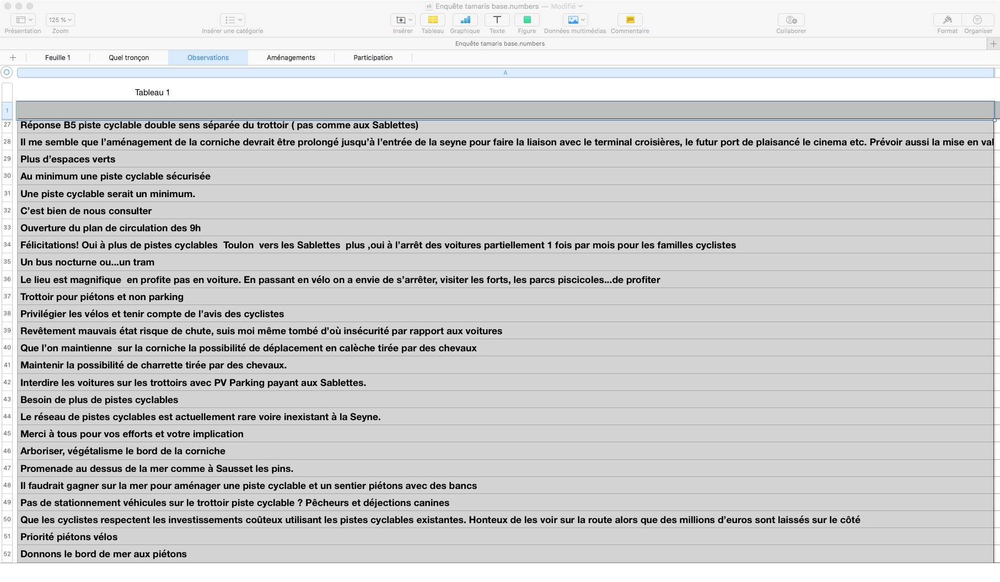 Enquête tamaris base.numbers — Modifié
125 %
Présentation Zoom Insérer une catégorie Insérer Tableau Graphique Texte Figure Données multimédias Commentaire Collaborer Format Organiser
Enquête tamaris base.numbers
Feuille 1 Quel tronçon Observations Aménagements Participation
A
Tableau 1
1
27 Réponse B5 piste cyclable double sens séparée du trottoir ( pas comme aux Sablettes)
28 Il me semble que l’aménagement de la corniche devrait être prolongé jusqu’à l’entrée de la seyne pour faire la liaison avec le terminal croisières, le futur port de plaisancé le cinema etc. Prévoir aussi la mise en val
29 Plus d’espaces verts
30 Au minimum une piste cyclable sécurisée
31 Une piste cyclable serait un minimum.
32 C’est bien de nous consulter
33 Ouverture du plan de circulation des 9h
34 Félicitations! Oui à plus de pistes cyclables  Toulon  vers les Sablettes  plus ,oui à l’arrêt des voitures partiellement 1 fois par mois pour les familles cyclistes
35 Un bus nocturne ou...un tram
36 Le lieu est magnifique  en profite pas en voiture. En passant en vélo on a envie de s’arrêter, visiter les forts, les parcs piscicoles...de profiter
37 Trottoir pour piétons et non parking
38 Privilégier les vélos et tenir compte de l’avis des cyclistes
39 Revêtement mauvais état risque de chute, suis moi même tombé d’où insécurité par rapport aux voitures
40 Que l’on maintienne  sur la corniche la possibilité de déplacement en calèche tirée par des chevaux
41 Maintenir la possibilité de charrette tirée par des chevaux.
42 Interdire les voitures sur les trottoirs avec PV Parking payant aux Sablettes.
43 Besoin de plus de pistes cyclables
44 Le réseau de pistes cyclables est actuellement rare voire inexistant à la Seyne.
45 Merci à tous pour vos efforts et votre implication
46 Arboriser, végétalisme le bord de la corniche
47 Promenade au dessus de la mer comme à Sausset les pins.
48 Il faudrait gagner sur la mer pour aménager une piste cyclable et un sentier piétons avec des bancs
49 Pas de stationnement véhicules sur le trottoir piste cyclable ? Pêcheurs et déjections canines
50 Que les cyclistes respectent les investissements coûteux utilisant les pistes cyclables existantes. Honteux de les voir sur la route alors que des millions d’euros sont laissés sur le côté
51 Priorité piétons vélos
52 Donnons le bord de mer aux piétons